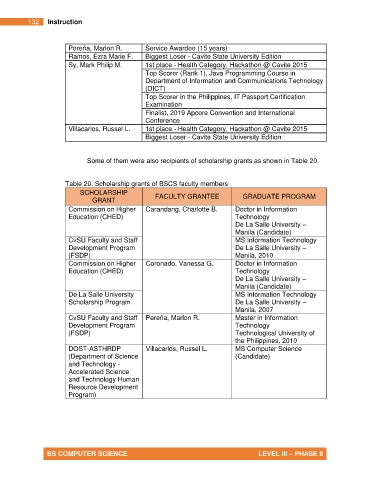 132 Instruction
Pereña, Marlon R. Service Awardee (15 years)
Ramos, Ezra Marie F. Biggest Loser - Cavite State University Edition
Sy, Mark Philip M. 1st place - Health Category, Hackathon @ Cavite 2015
Top Scorer (Rank 1), Java Programming Course in
Department of Information and Communications Technology
(DICT)
Top Scorer in the Philippines, IT Passport Certification
Examination
Finalist, 2019 Apcore Convention and International
Conference
Villacarlos, Russel L. 1st place - Health Category, Hackathon @ Cavite 2015
Biggest Loser - Cavite State University Edition
Some of them were also recipients of scholarship grants as shown in Table 20.
Table 20. Scholarship grants of BSCS faculty members
SCHOLARSHIP
GRANT
FACULTY GRANTEE
GRADUATE PROGRAM
Commission on Higher Carandang, Charlotte B. Doctor in Information
Education (CHED) Technology
De La Salle University –
Manila (Candidate)
CvSU Faculty and Staff MS Information Technology
Development Program De La Salle University –
(FSDP) Manila, 2010
Commission on Higher Coronado, Vanessa G. Doctor in Information
Education (CHED) Technology
De La Salle University –
Manila (Candidate)
De La Salle University MS Information Technology
Scholarship Program De La Salle University –
Manila, 2007
CvSU Faculty and Staff Pereña, Marlon R. Master in Information
Development Program Technology
(FSDP) Technological University of
the Philippines, 2010
DOST-ASTHRDP Villacarlos, Russel L. MS Computer Science
(Department of Science (Candidate)
and Technology -
Accelerated Science
and Technology Human
Resource Development
Program)
BS COMPUTER SCIENCE LEVEL III – PHASE II